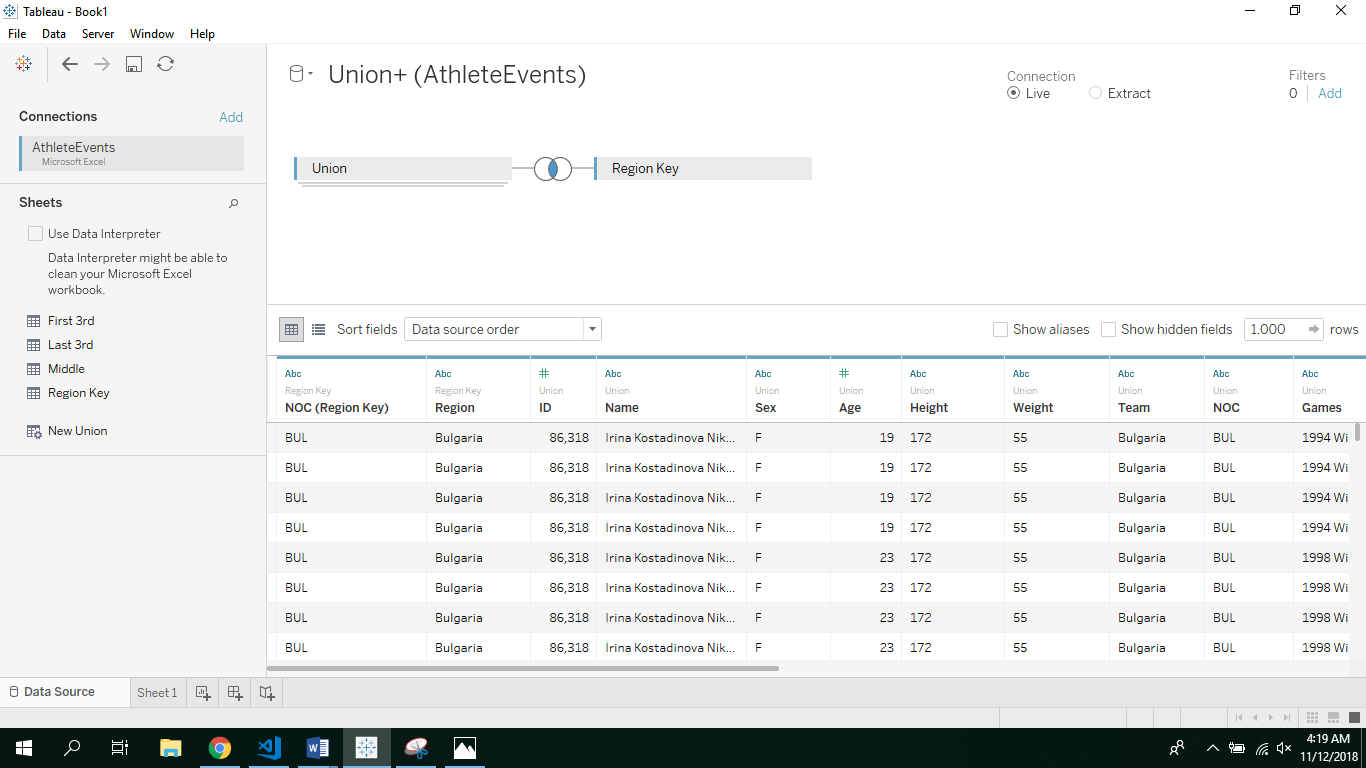 Tableau - Book1
File Data Server Window Help
Connections Add
AthleteEvents
Microsoft Excel
Sheets
Use Data Interpreter
Data Interpreter might be able to
clean your Microsoft Excel
workbook.
First 3rd
Last 3rd
Middle
Region Key
New Union
Union+ (AthleteEvents)
Connection
Live Extract
Filters
0 Add
Union Region Key
Sort fields Data source order Show aliases Show hidden fields 1,000 rows
Abc Abc # Abc Abc # Abc Abc Abc Abc Abc
Region Key Region Key Union Union Union Union Union Union Union Union Union
NOC (Region Key) Region ID Name Sex Age Height Weight Team NOC Games
BUL Bulgaria 86,318 Irina Kostadinova Nik... F 19 172 55 Bulgaria BUL 1994 Wi
BUL Bulgaria 86,318 Irina Kostadinova Nik... F 19 172 55 Bulgaria BUL 1994 Wi
BUL Bulgaria 86,318 Irina Kostadinova Nik... F 19 172 55 Bulgaria BUL 1994 Wi
BUL Bulgaria 86,318 Irina Kostadinova Nik... F 19 172 55 Bulgaria BUL 1994 Wi
BUL Bulgaria 86,318 Irina Kostadinova Nik... F 23 172 55 Bulgaria BUL 1998 Wi
BUL Bulgaria 86,318 Irina Kostadinova Nik... F 23 172 55 Bulgaria BUL 1998 Wi
BUL Bulgaria 86,318 Irina Kostadinova Nik... F 23 172 55 Bulgaria BUL 1998 Wi
BUL Bulgaria 86,318 Irina Kostadinova Nik... F 23 172 55 Bulgaria BUL 1998 Wi
Data Source Sheet 1
4:19 AM
11/12/2018